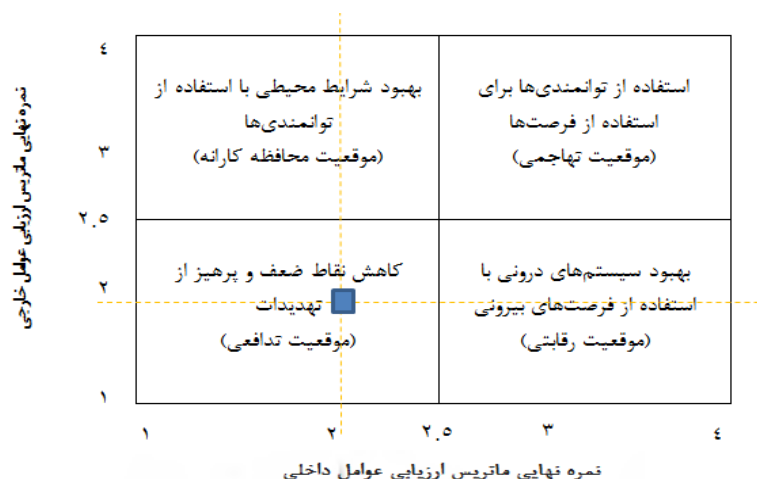 نمره نهایی ماتریس ارزیابی عوامل خارجی
۴
۳
۲.۵
۲
۱
استفاده از توانمندی‌ها برای
استفاده از فرصت‌ها
(موقعیت تهاجمی)
بهبود شرایط محیطی با استفاده از
توانمندی‌ها
(موقعیت محافظه کارانه)
بهبود سیستم‌های درونی با
استفاده از فرصت‌های بیرونی
(موقعیت رقابتی)
کاهش نقاط ضعف و پرهیز از
تهدیدات
(موقعیت تدافعی)
۱ ۲ ۲.۵ ۳ ٤
نمره نهایی ماتریس ارزیابی عوامل داخلی